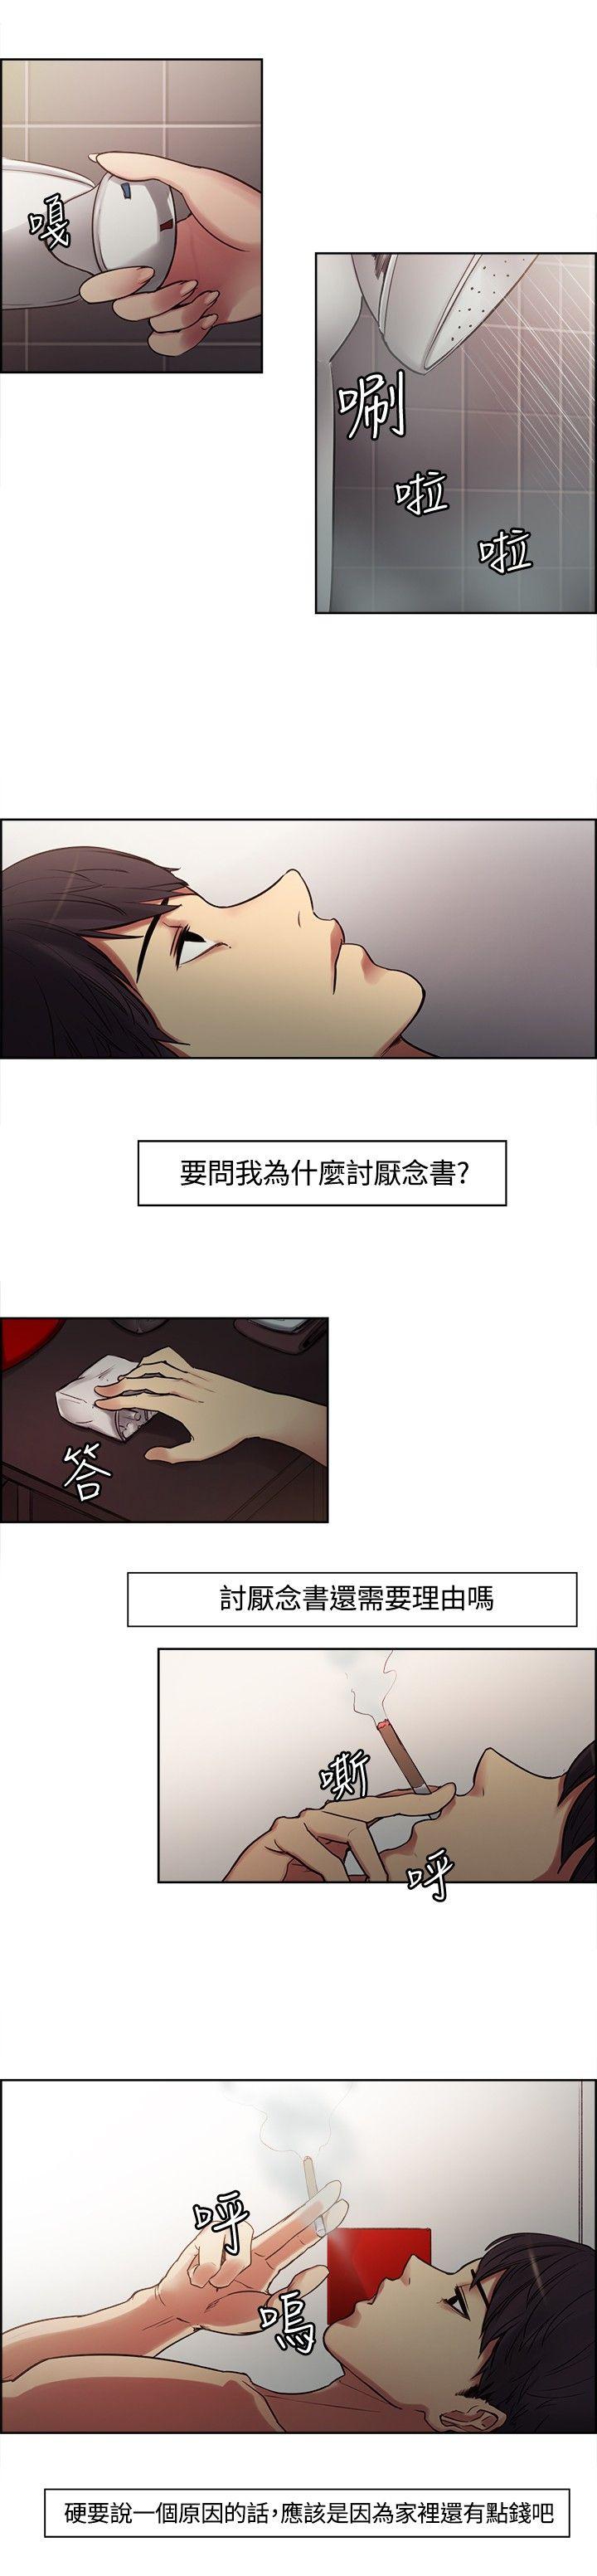 嘎
唰
啦
啦
要問我為什麼討厭念書?
答
討厭念書還需要理由嗎
嘶
呼
呼
嗚
硬要說一個原因的話，應該是因為家裡還有點錢吧